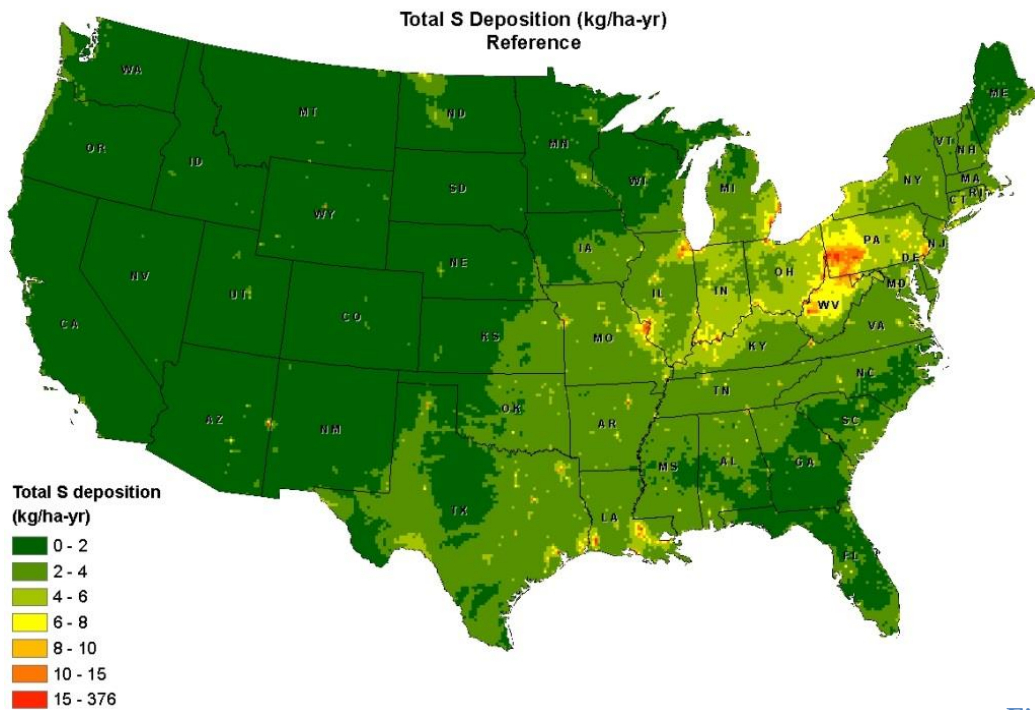 Total S Deposition (kg/ha-yr)
Reference
WA
MT
ND
ME
OR
ID
MN
VT
NH
SD
WI
NY
MA
WY
MI
CT
RI
IA
PA
NE
NJ
NV
OH
DE
UT
IL
IN
MD
CO
WV
CA
KS
MO
KY
VA
NC
TN
OK
AZ
NM
AR
SC
MS
AL
GA
TX
LA
FL
Total S deposition
(kg/ha-yr)
0 - 2
2 - 4
4 - 6
6 - 8
8 - 10
10 - 15
15 - 376